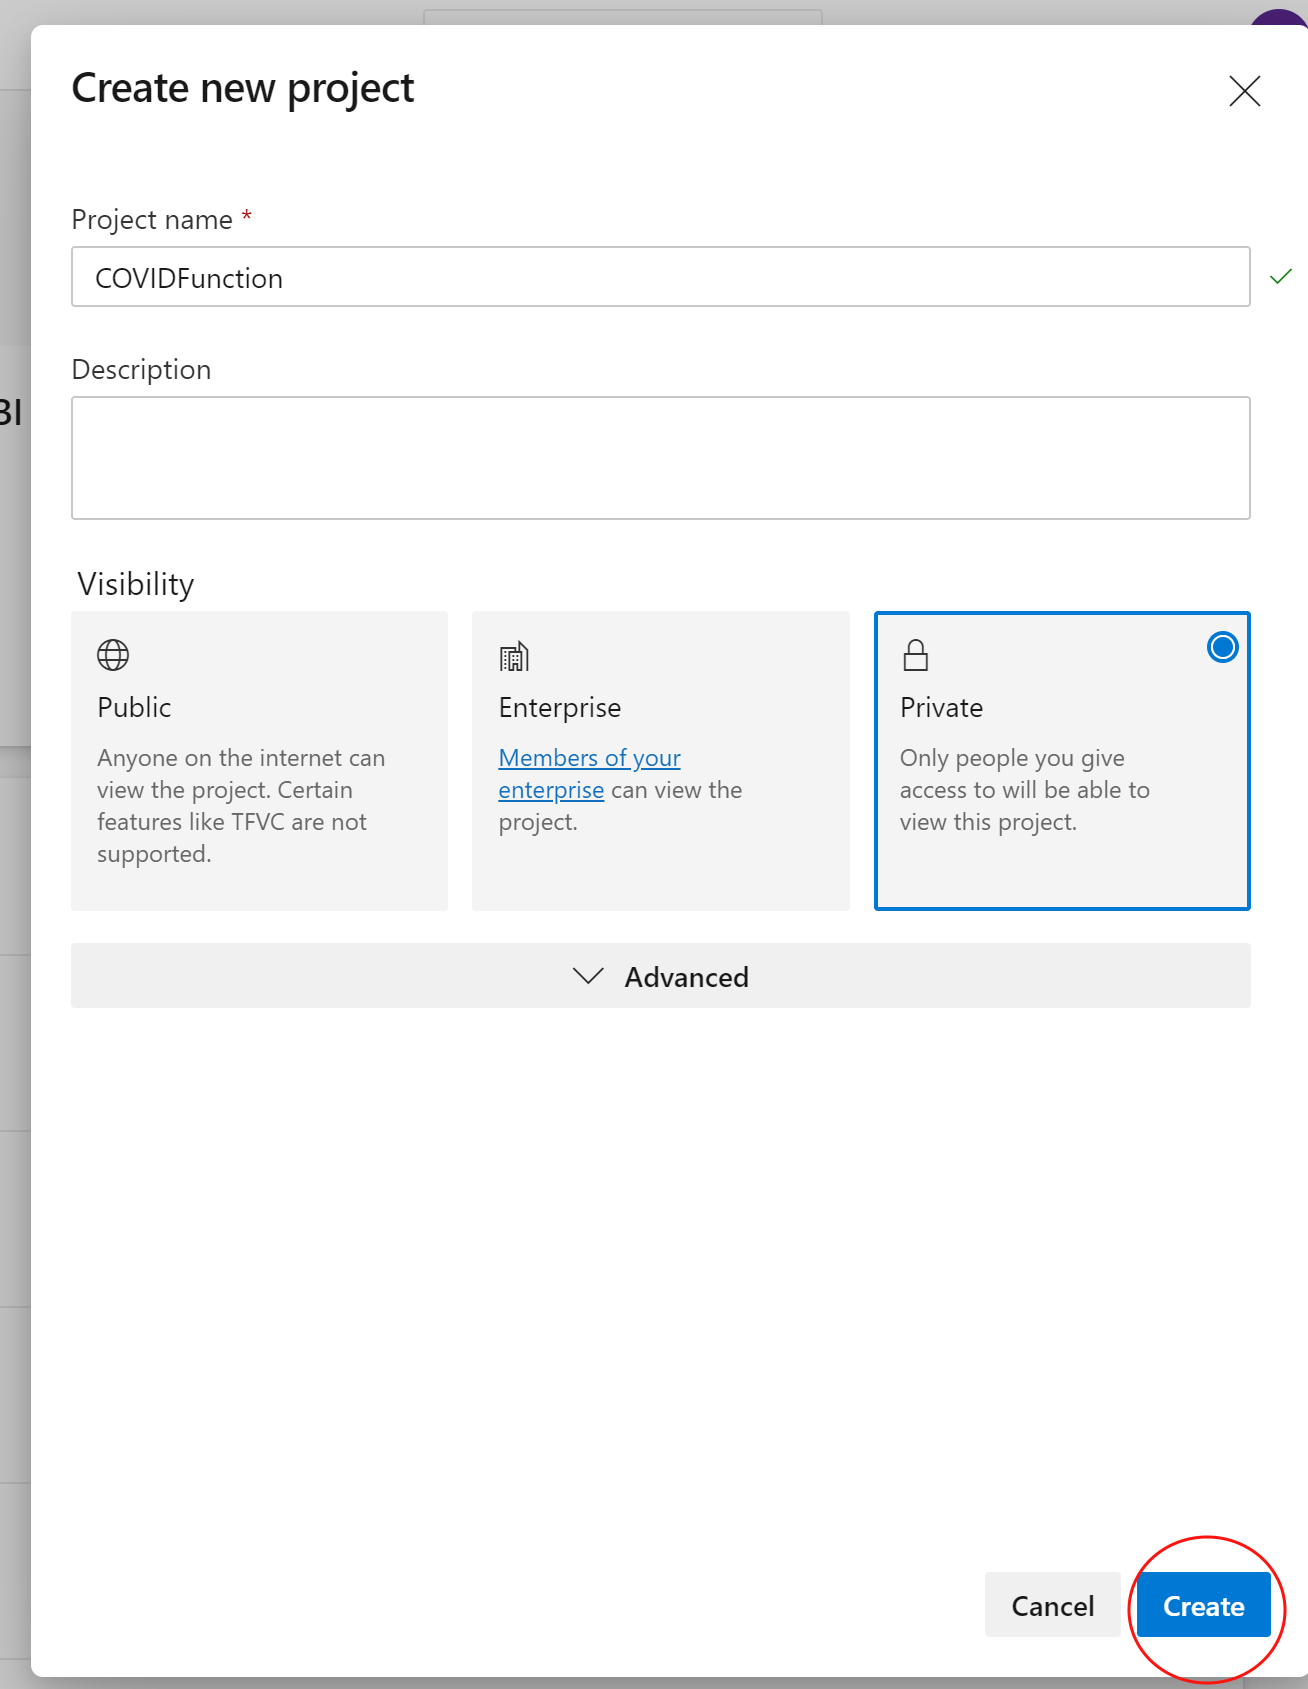 Create new project
Project name *
COVIDFunction
Description
BI
Visibility
Public
Anyone on the internet can
view the project. Certain
features like TFVC are not
supported.
Enterprise
Members of your
enterprise can view the
project.
Private
Only people you give
access to will be able to
view this project.
Advanced
Cancel
Create